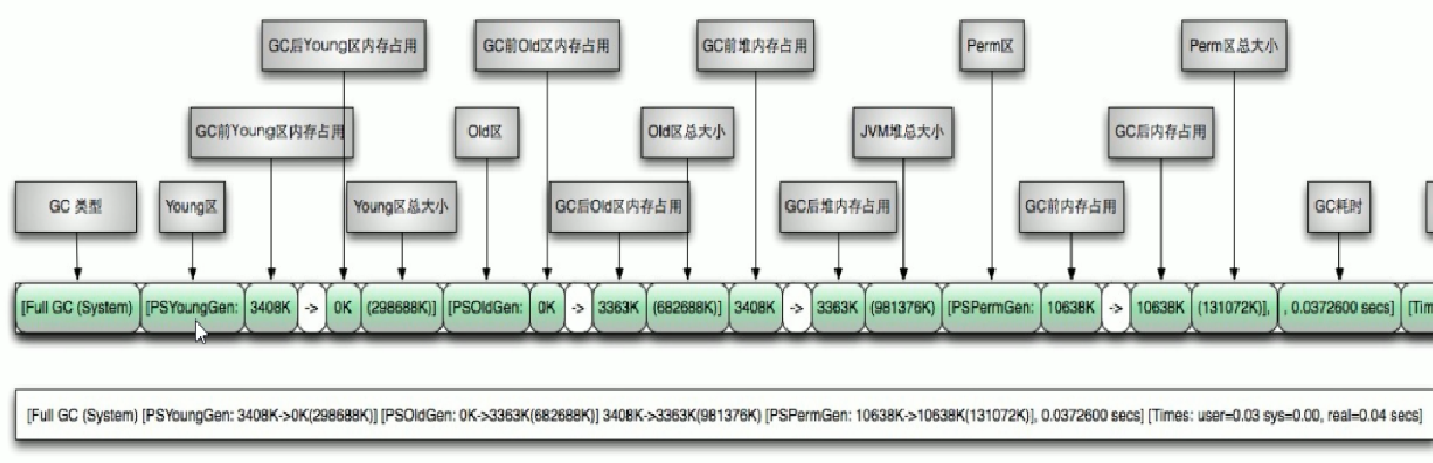 GC后Young区内存占用 GC前Old区内存占用 GC前堆内存占用 Perm区 Perm区总大小
GC前Young区内存占用 Old区 Old区总大小 JVM堆总大小 GC后内存占用
GC 类型 Young区 Young区总大小 GC后Old区内存占用 GC后堆内存占用 GC前内存占用 GC耗时
[Full GC (System) [PSYoungGen: 3408K -> 0K (298688K)] [PSOldGen: 0K -> 3363K (682688K)] 3408K -> 3363K (981376K) [PSPermGen: 10638K -> 10638K (131072K)], , 0.0372600 secs] [Tim
[Full GC (System) [PSYoungGen: 3408K->0K(298688K)] [PSOldGen: 0K->3363K(682688K)] 3408K->3363K(981376K) [PSPermGen: 10638K->10638K(131072K)], 0.0372600 secs] [Times: user=0.03 sys=0.00, real=0.04 secs]